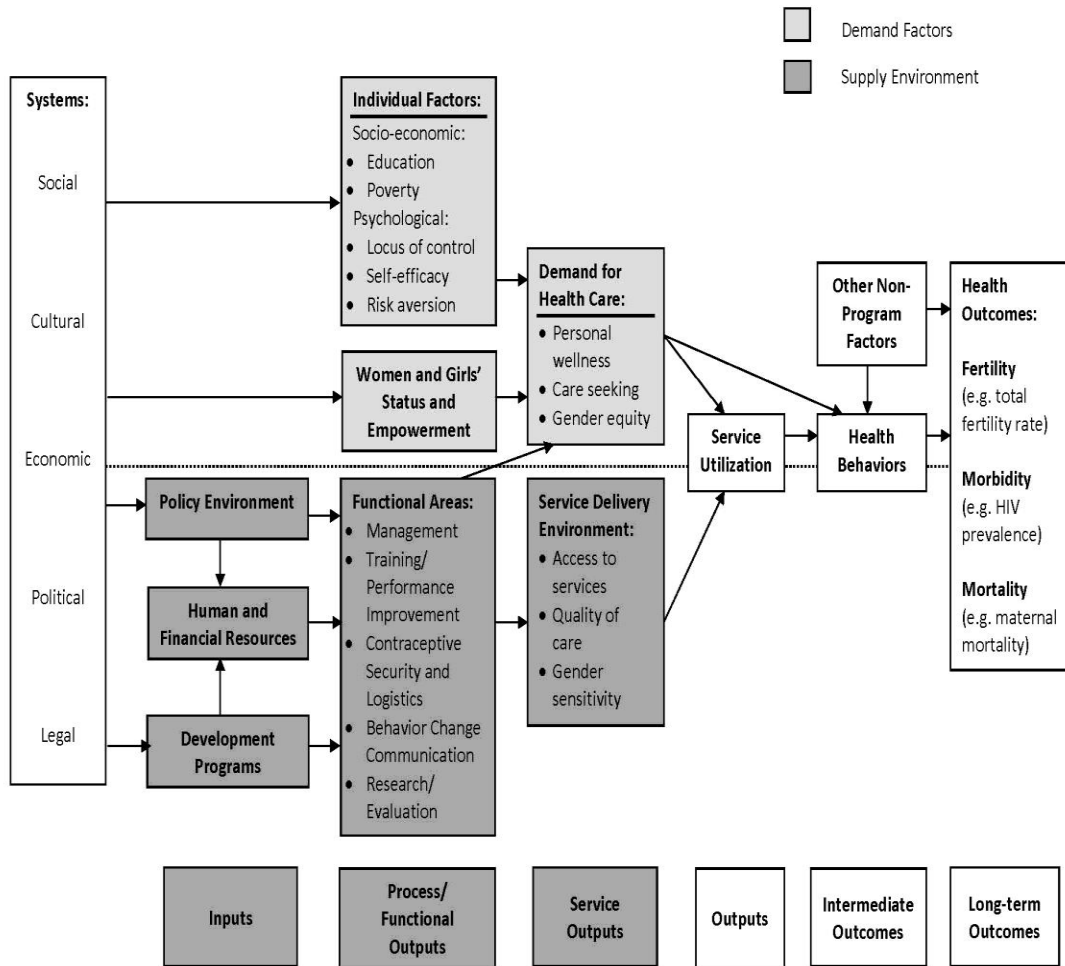 Demand Factors
Supply Environment
Systems:
Social
Cultural
Economic
Political
Legal
Individual Factors:
Socio-economic:
• Education
• Poverty
Psychological:
• Locus of control
• Self-efficacy
• Risk aversion
Women and Girls'
Status and
Empowerment
Demand for
Health Care:
• Personal
wellness
• Care seeking
• Gender equity
Policy Environment
Human and
Financial Resources
Development
Programs
Functional Areas:
• Management
• Training/
Performance
Improvement
• Contraceptive
Security and
Logistics
• Behavior Change
Communication
• Research/
Evaluation
Service Delivery
Environment:
• Access to
services
• Quality of
care
• Gender
sensitivity
Service
Utilization
Other Non-
Program
Factors
Health
Behaviors
Health
Outcomes:
Fertility
(e.g. total
fertility rate)
Morbidity
(e.g. HIV
prevalence)
Mortality
(e.g. maternal
mortality)
Inputs
Process/
Functional
Outputs
Service
Outputs
Outputs
Intermediate
Outcomes
Long-term
Outcomes